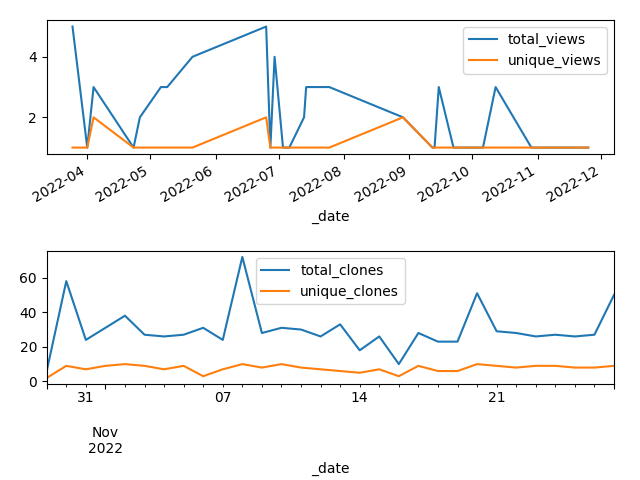 4
2
total_views
unique_views
2022-04
2022-05
2022-06
2022-07
2022-08
2022-09
2022-10
2022-11
2022-12
_date
60
40
20
0
total_clones
unique_clones
31
07
14
21
Nov
2022
_date